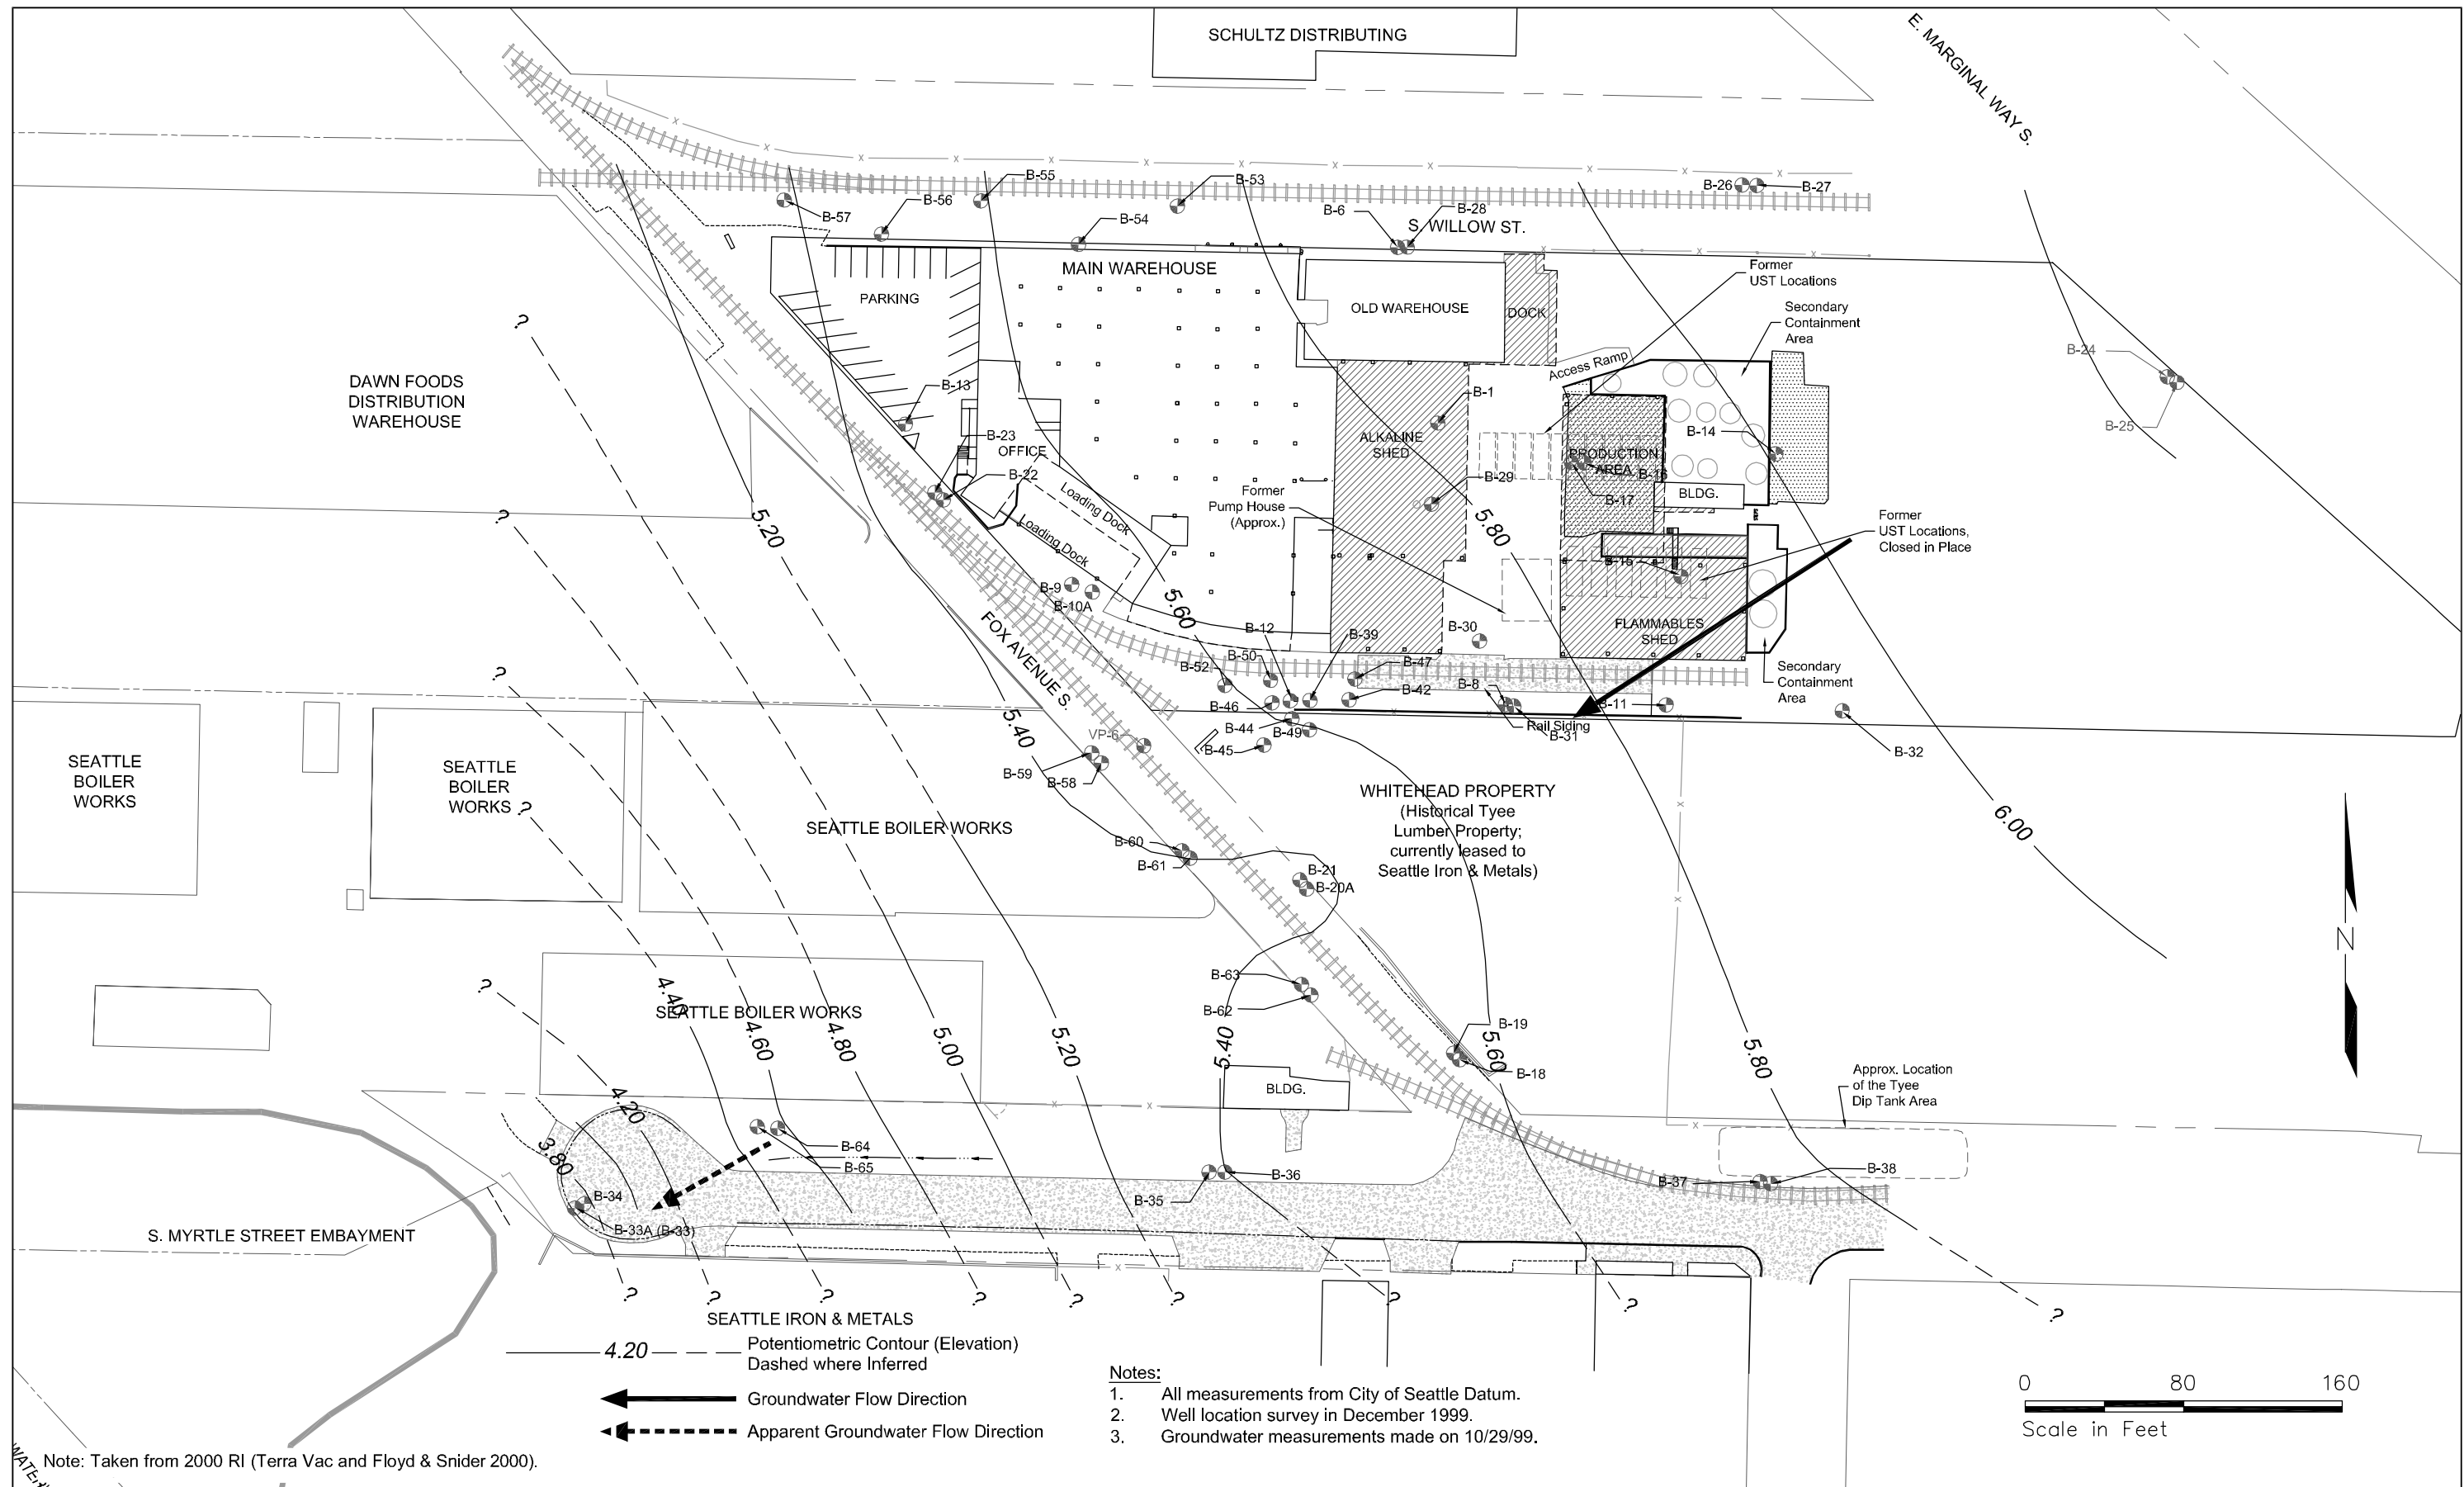 SCHULTZ DISTRIBUTING
E. MARGINAL WAY S.
B-55
B-53
B-26
B-27
B-56
B-57
B-54
B-6
B-28
S. WILLOW ST.
MAIN WAREHOUSE
PARKING
OLD WAREHOUSE
DOCK
Former
UST Locations
Secondary
Containment
Area
?
Access Ramp
B-24
DAWN FOODS
DISTRIBUTION
WAREHOUSE
B-13
B-1
B-25
B-23
OFFICE
ALKALINE
SHED
B-14
PRODUCTION
AREA
B-16
B-22
B-29
B-17
BLDG.
Loading Dock
Loading Dock
Former
Pump House
(Approx.)
?
5.20
5.80
Former
UST Locations,
Closed in Place
B-15
B-9
B-10A
5.60
FOX AVENUE S.
B-12
B-39
B-30
FLAMMABLES
SHED
B-50
B-52
B-47
?
B-42
B-8
B-11
Secondary
Containment
Area
B-46
5.40
B-44
B-49
Rail Siding
B-31
VP-6
B-45
B-32
B-59
B-58
SEATTLE
BOILER
WORKS
SEATTLE
BOILER
WORKS
?
WHITEHEAD PROPERTY
(Historical Tyee
Lumber Property;
currently leased to
Seattle Iron & Metals)
SEATTLE BOILER WORKS
6.00
B-60
B-61
B-21
B-20A
N
B-63
?
4.40
B-62
SEATTLE BOILER WORKS
4.60
4.80
5.00
5.20
5.40
B-19
5.60
5.80
B-18
BLDG.
Approx. Location
of the Tyee
Dip Tank Area
4.20
3.80
B-64
B-65
B-36
B-35
B-37
B-38
B-34
B-33A (B-33)
S. MYRTLE STREET EMBAYMENT
?
?
?
?
?
?
?
?
?
SEATTLE IRON & METALS
4.20
Potentiometric Contour (Elevation)
Dashed where Inferred
Groundwater Flow Direction
Apparent Groundwater Flow Direction
Notes:
1. All measurements from City of Seattle Datum.
2. Well location survey in December 1999.
3. Groundwater measurements made on 10/29/99.
0 80 160
Scale in Feet
Note: Taken from 2000 RI (Terra Vac and Floyd & Snider 2000).